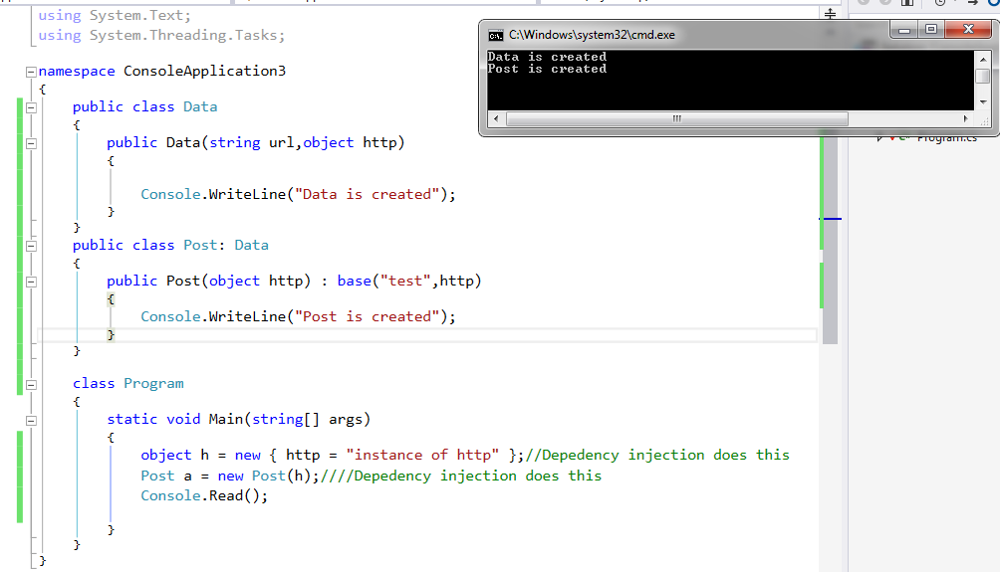 using System.Text;
using System.Threading.Tasks;
namespace ConsoleApplication3
{
public class Data
{
public Data(string url,object http)
{
Console.WriteLine("Data is created");
}
}
public class Post: Data
{
public Post(object http) : base("test",http)
{
Console.WriteLine("Post is created");
}
}
class Program
{
static void Main(string[] args)
{
object h = new { http = "instance of http" };//Depedency injection does this
Post a = new Post(h);////Depedency injection does this
Console.Read();
}
}
}
C:\Windows\system32\cmd.exe
Data is created
Post is created
Program.cs